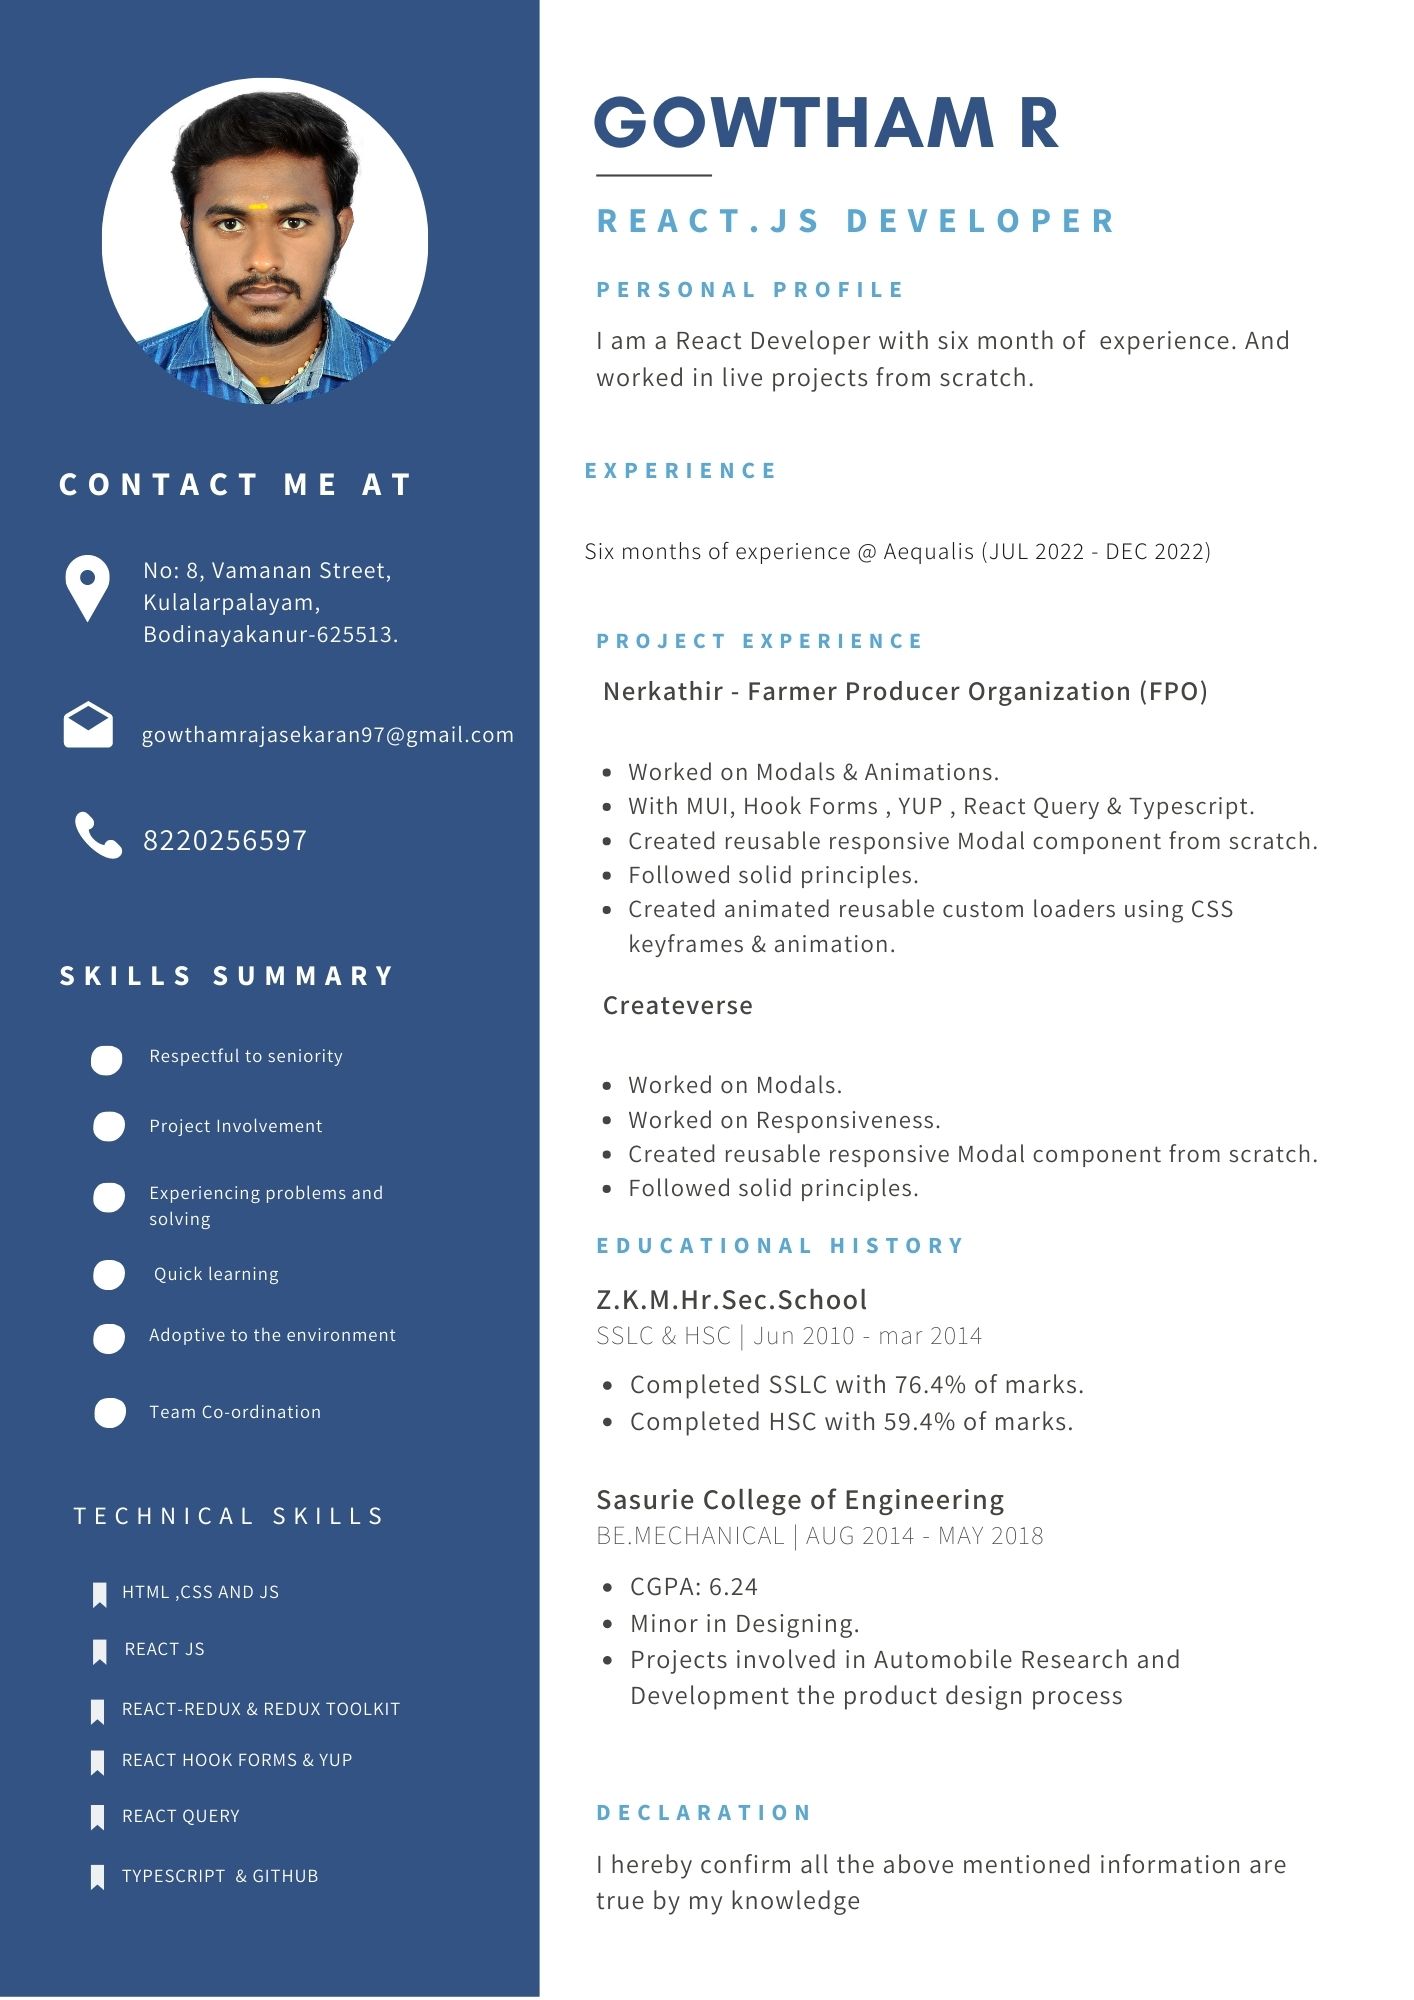 CONTACT ME AT
No: 8, Vamanan Street,
Kulalarpalayam,
Bodinayakanur-625513.
gowthamrajasekaran97@gmail.com
8220256597
SKILLS SUMMARY
Respectful to seniority
Project Involvement
Experiencing problems and
solving
Quick learning
Adoptive to the environment
Team Co-ordination
TECHNICAL SKILLS
HTML ,CSS AND JS
REACT JS
REACT-REDUX & REDUX TOOLKIT
REACT HOOK FORMS & YUP
REACT QUERY
TYPESCRIPT & GITHUB
GOWTHAM R
REACT.JS DEVELOPER
PERSONAL PROFILE
I am a React Developer with six month of experience. And
worked in live projects from scratch.
EXPERIENCE
Six months of experience @ Aequalis (JUL 2022 - DEC 2022)
PROJECT EXPERIENCE
Nerkathir - Farmer Producer Organization (FPO)
• Worked on Modals & Animations.
• With MUI, Hook Forms , YUP , React Query & Typescript.
• Created reusable responsive Modal component from scratch.
• Followed solid principles.
• Created animated reusable custom loaders using CSS
keyframes & animation.
Createverse
• Worked on Modals.
• Worked on Responsiveness.
• Created reusable responsive Modal component from scratch.
• Followed solid principles.
EDUCATIONAL HISTORY
Z.K.M.Hr.Sec.School
SSLC & HSC | Jun 2010 - mar 2014
• Completed SSLC with 76.4% of marks.
• Completed HSC with 59.4% of marks.
Sasurie College of Engineering
BE.MECHANICAL | AUG 2014 - MAY 2018
• CGPA: 6.24
• Minor in Designing.
• Projects involved in Automobile Research and
Development the product design process
DECLARATION
I hereby confirm all the above mentioned information are
true by my knowledge